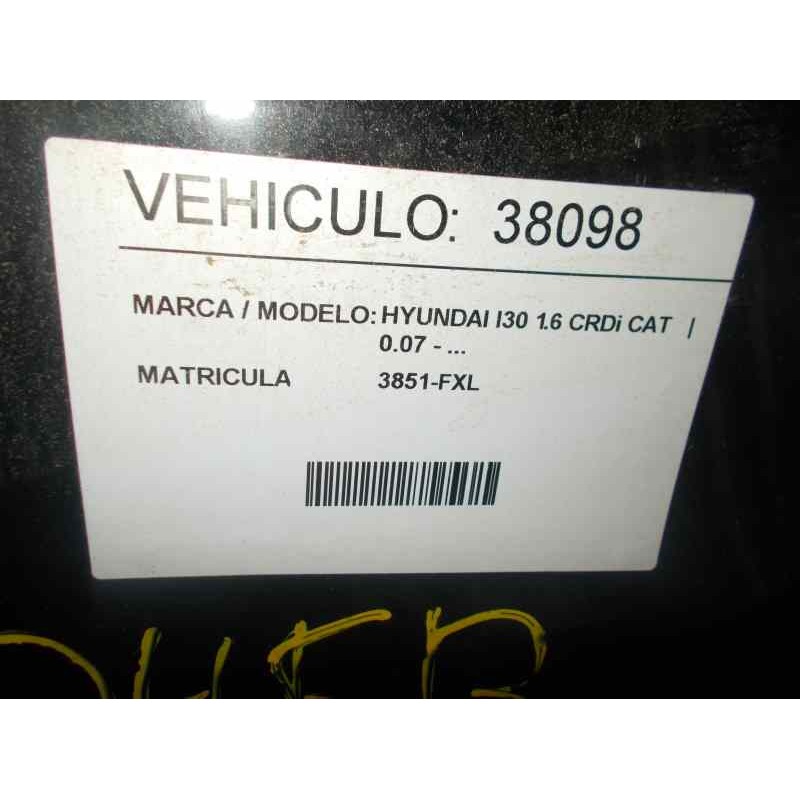 VEHICULO: 38098
MARCA / MODELO: HYUNDAI I30 1.6 CRDi CAT |
0.07 - ...
MATRICULA 3851-FXL